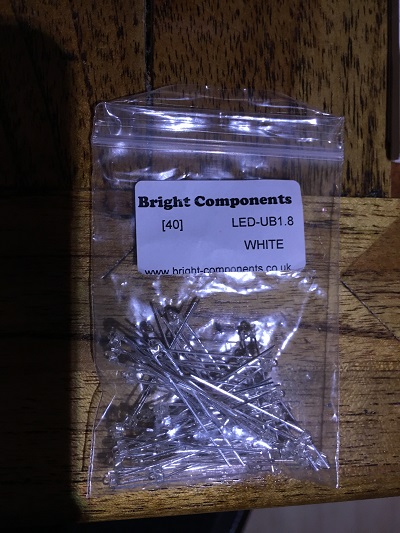 Bright Components
[40] LED-UB1.8
WHITE
www.bright-components.co.uk